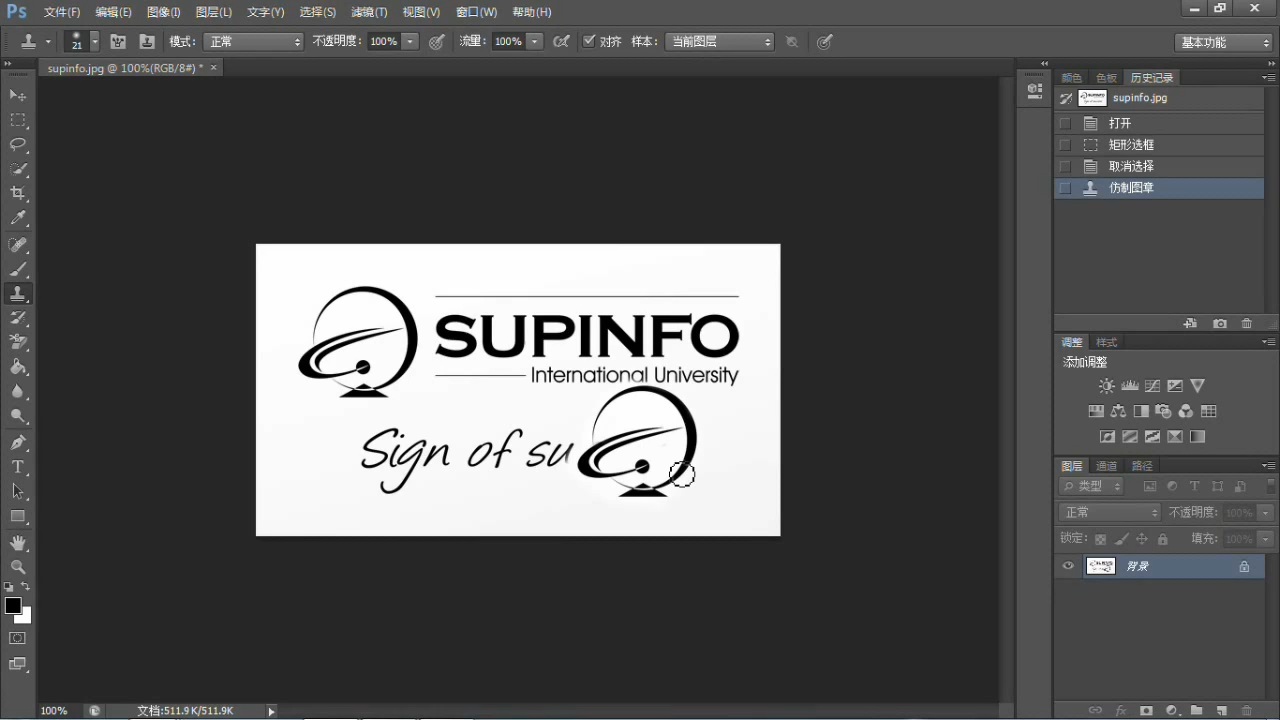 Ps 文件(F) 编辑(E) 图像(I) 图层(L) 文字(Y) 选择(S) 滤镜(T) 视图(V) 窗口(W) 帮助(H)
21 模式: 正常 不透明度: 100% 流量: 100% 对齐 样本: 当前图层 基本功能
supinfo.jpg @ 100%(RGB/8#) *
颜色 色板 历史记录
supinfo.jpg
打开
矩形选框
取消选择
仿制图章
SUPINFO
International University
Sign of su
调整 样式
添加调整
图层 通道 路径
类型
正常 不透明度: 100%
锁定: 填充: 100%
背景
100% 文档:511.9K/511.9K